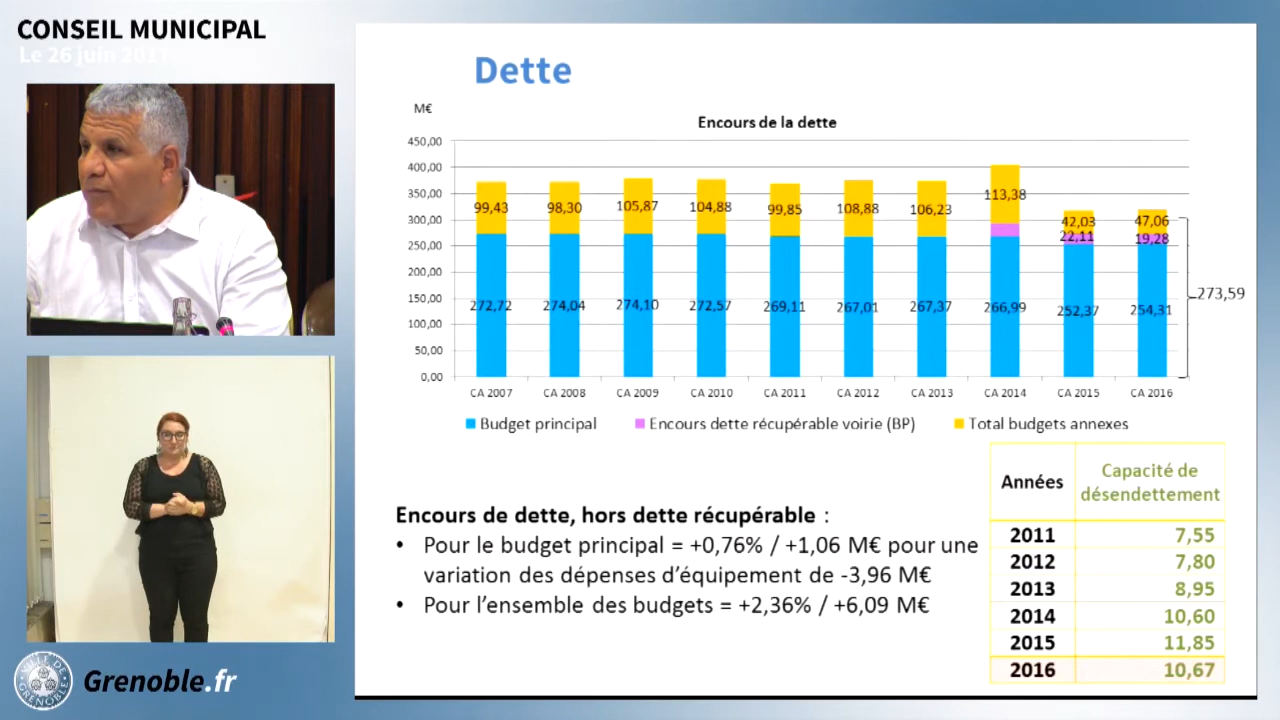 CONSEIL MUNICIPAL
Le 26 juin
Dette
M€
Encours de la dette
450,00
400,00
350,00
300,00
250,00
200,00
150,00
100,00
50,00
0,00
99,43 98,30 105,87 104,88 99,85 108,88 106,23 113,38 42,03 47,06
22,11 19,28
272,72 274,04 274,10 272,57 269,11 267,01 267,37 266,99 252,37 254,31
273,59
CA 2007 CA 2008 CA 2009 CA 2010 CA 2011 CA 2012 CA 2013 CA 2014 CA 2015 CA 2016
Budget principal Encours dette récupérable voirie (BP) Total budgets annexes
Encours de dette, hors dette récupérable :
• Pour le budget principal = +0,76% / +1,06 M€ pour une
variation des dépenses d’équipement de -3,96 M€
• Pour l’ensemble des budgets = +2,36% / +6,09 M€
Années Capacité de
désendettement
2011 7,55
2012 7,80
2013 8,95
2014 10,60
2015 11,85
2016 10,67
VILLE DE
GRENOBLE
Grenoble.fr